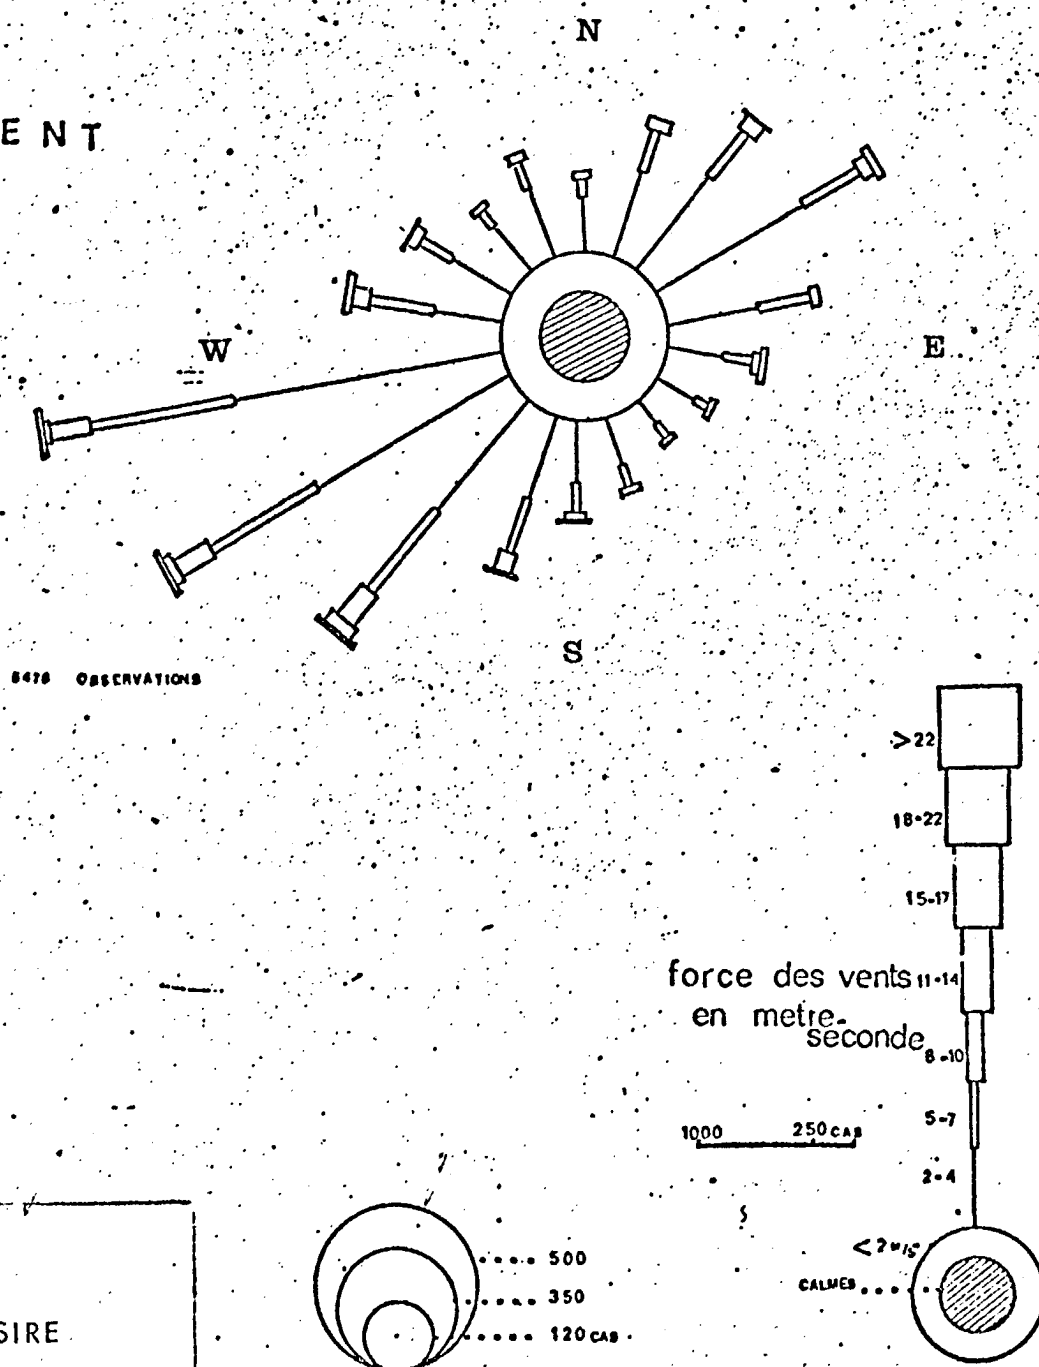 N
ENT
W
E
S
8478 OBSERVATIONS
>22
18-22
15-17
force des vents 11-14
en metre-
seconde
8-10
5-7
1000 250 CAS
2-4
<2 m/s
CALMES
500
350
120 CAS
SIRE